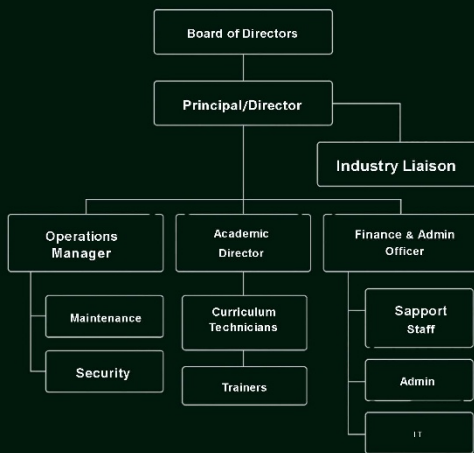 Board of Directors
Principal/Director
Industry Liaison
Operations
Manager
Academic
Director
Finance & Admin
Officer
Maintenance
Security
Curriculum
Technicians
Trainers
Sapport
Staff
Admin
IT